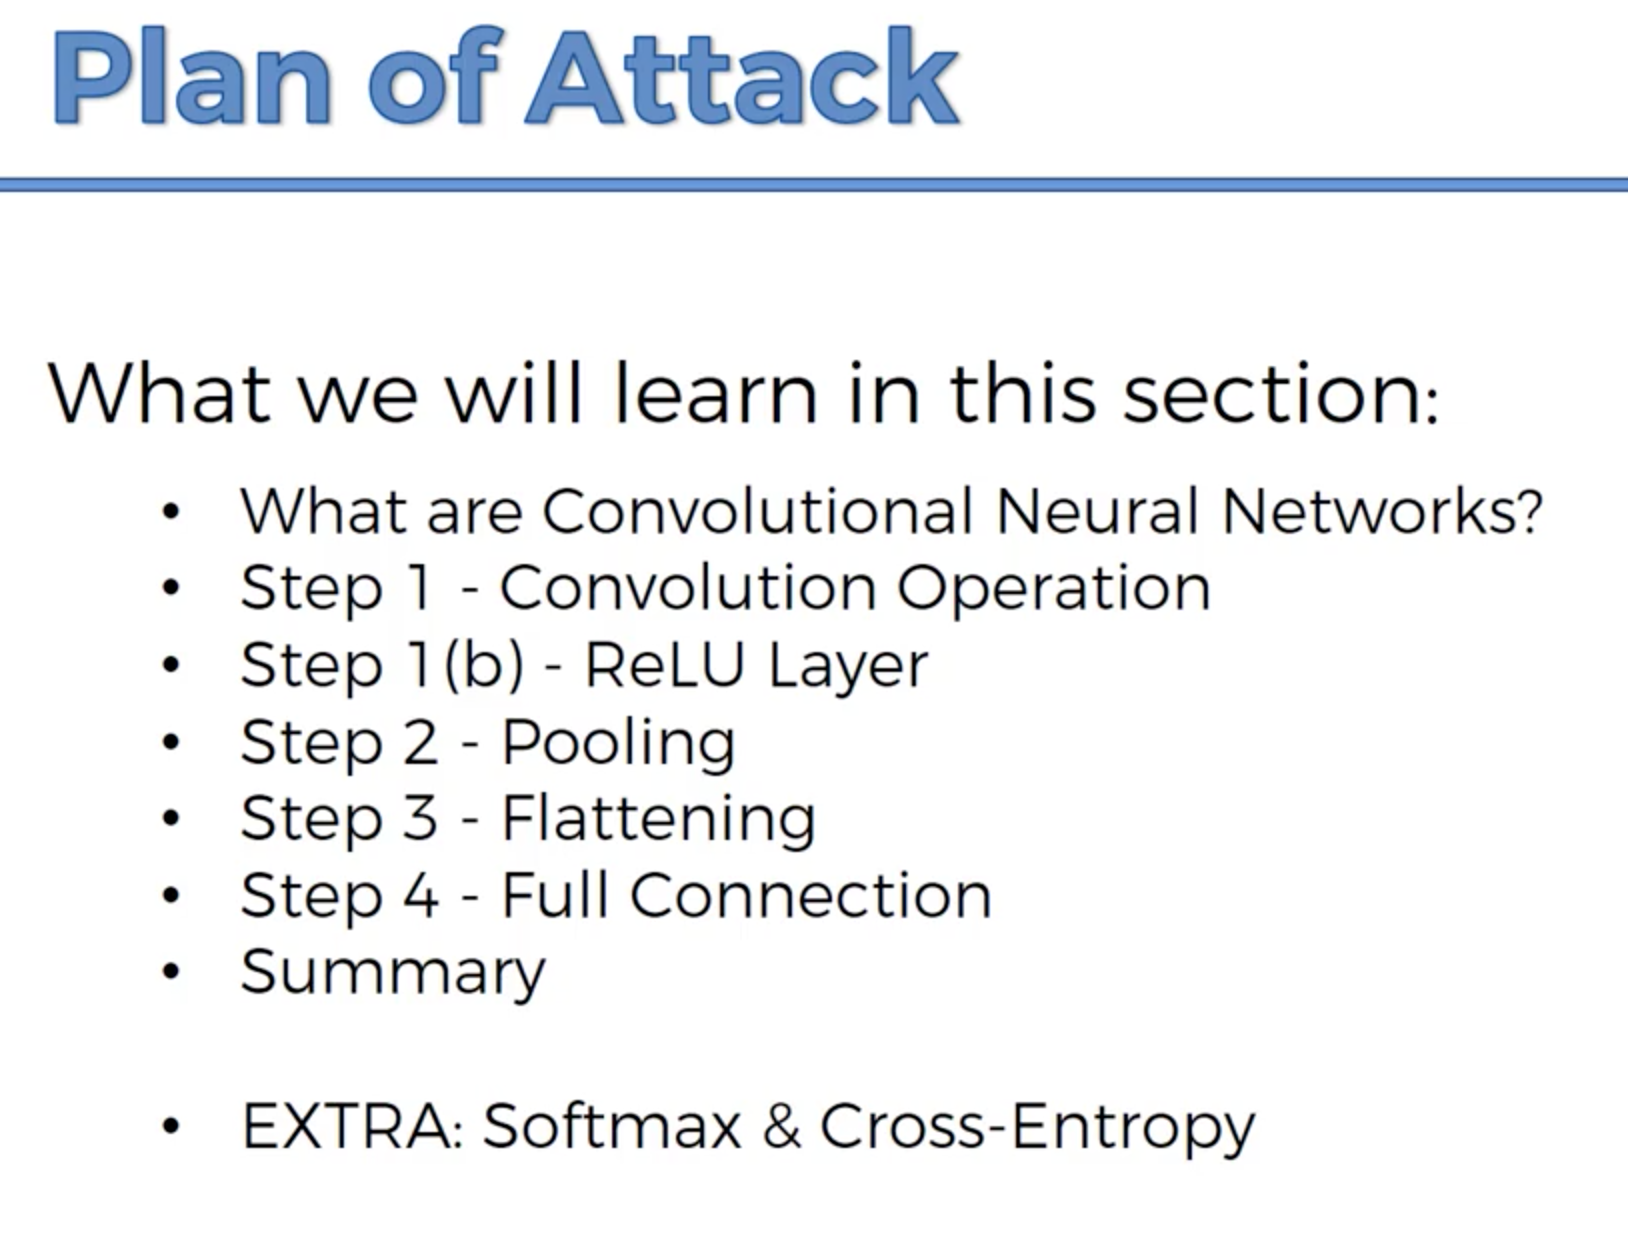 Plan of Attack
What we will learn in this section:
• What are Convolutional Neural Networks?
• Step 1 - Convolution Operation
• Step 1(b) - ReLU Layer
• Step 2 - Pooling
• Step 3 - Flattening
• Step 4 - Full Connection
• Summary
• EXTRA: Softmax & Cross-Entropy